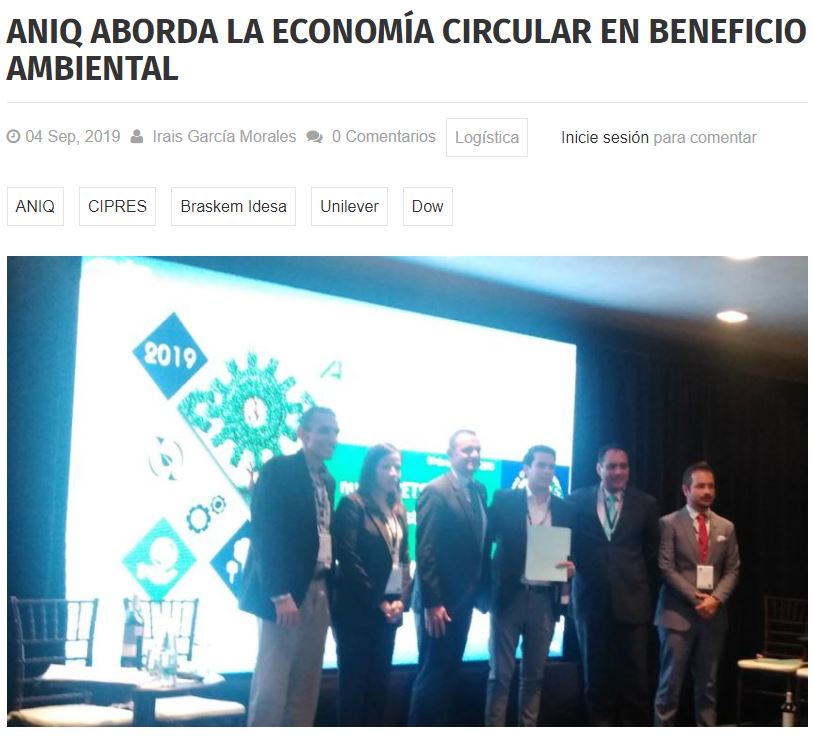 ANIQ ABORDA LA ECONOMÍA CIRCULAR EN BENEFICIO
AMBIENTAL
04 Sep, 2019 Irais García Morales 0 Comentarios Logística Inicie sesión para comentar
ANIQ CIPRES Braskem Idesa Unilever Dow
2019